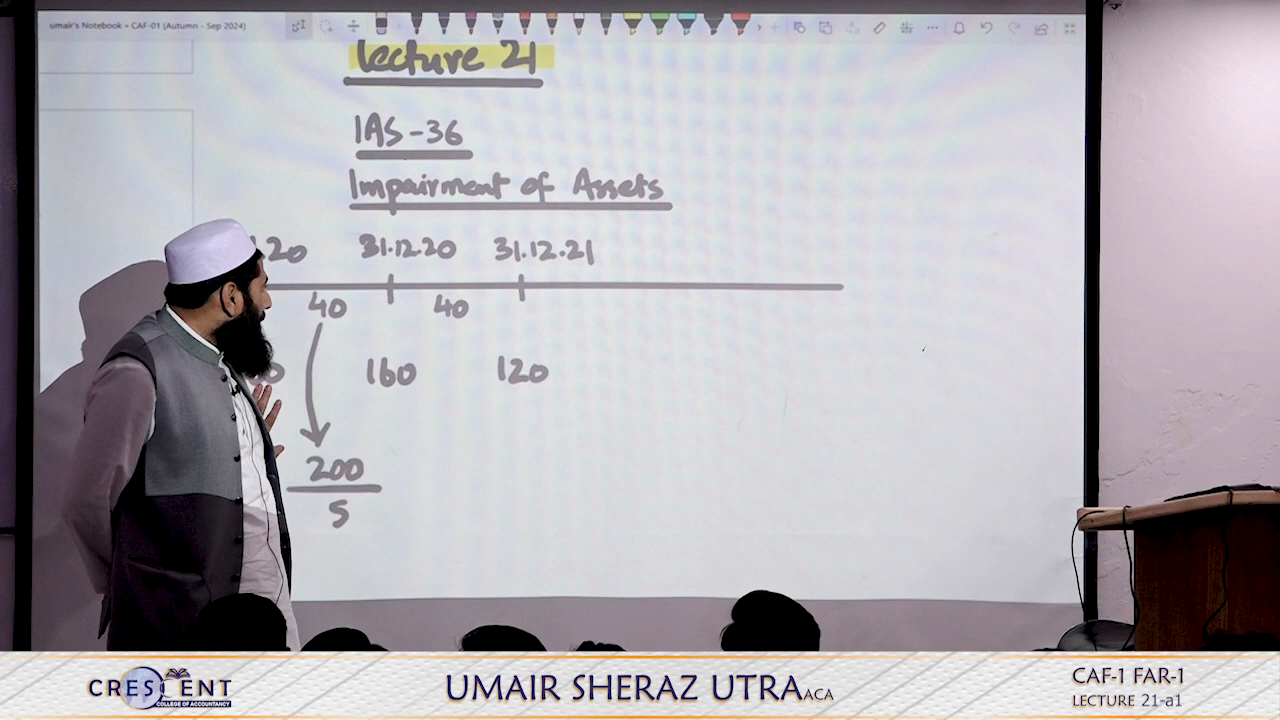 umair's Notebook • CAF-01 (Autumn - Sep 2024)
Lecture 21
IAS-36
Impairment of Assets
.20 31.12.20 31.12.21
40 40
160 120
200
5
CRESCENT
COLLEGE OF ACCOUNTANCY
UMAIR SHERAZ UTRA ACA
CAF-1 FAR-1
LECTURE 21-a1